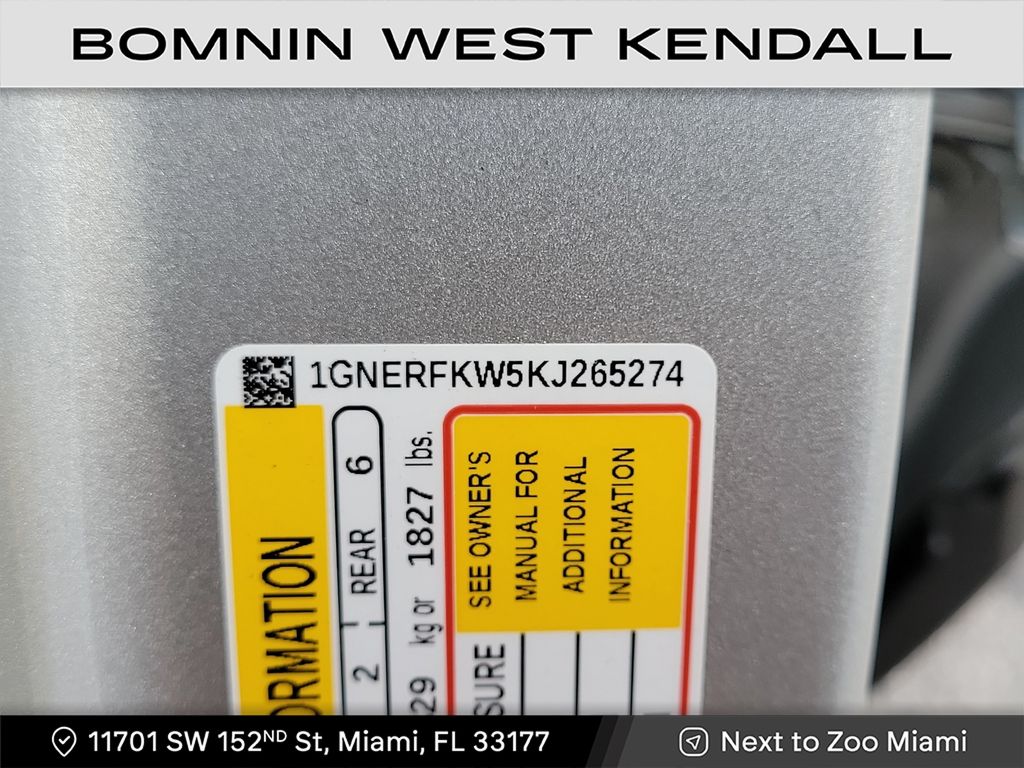 BOMNIN WEST KENDALL
1GNERFKW5KJ265274
ORMATION
2 REAR 6
29 kg or 1827 lbs.
SURE
SEE OWNER'S
MANUAL FOR
ADDITIONAL
INFORMATION
11701 SW 152ND St, Miami, FL 33177
Next to Zoo Miami